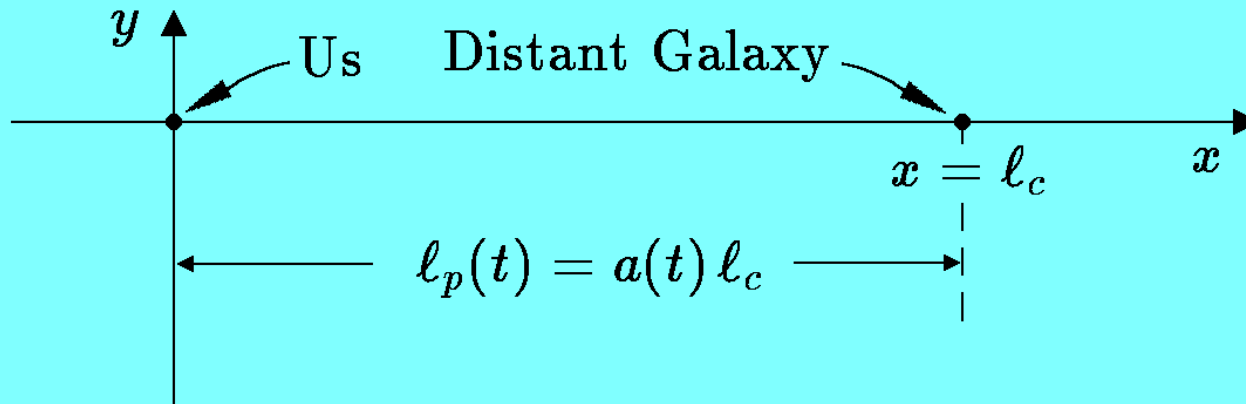 y
Us
Distant Galaxy
x = ℓ_c
x
ℓ_p(t) = a(t) ℓ_c